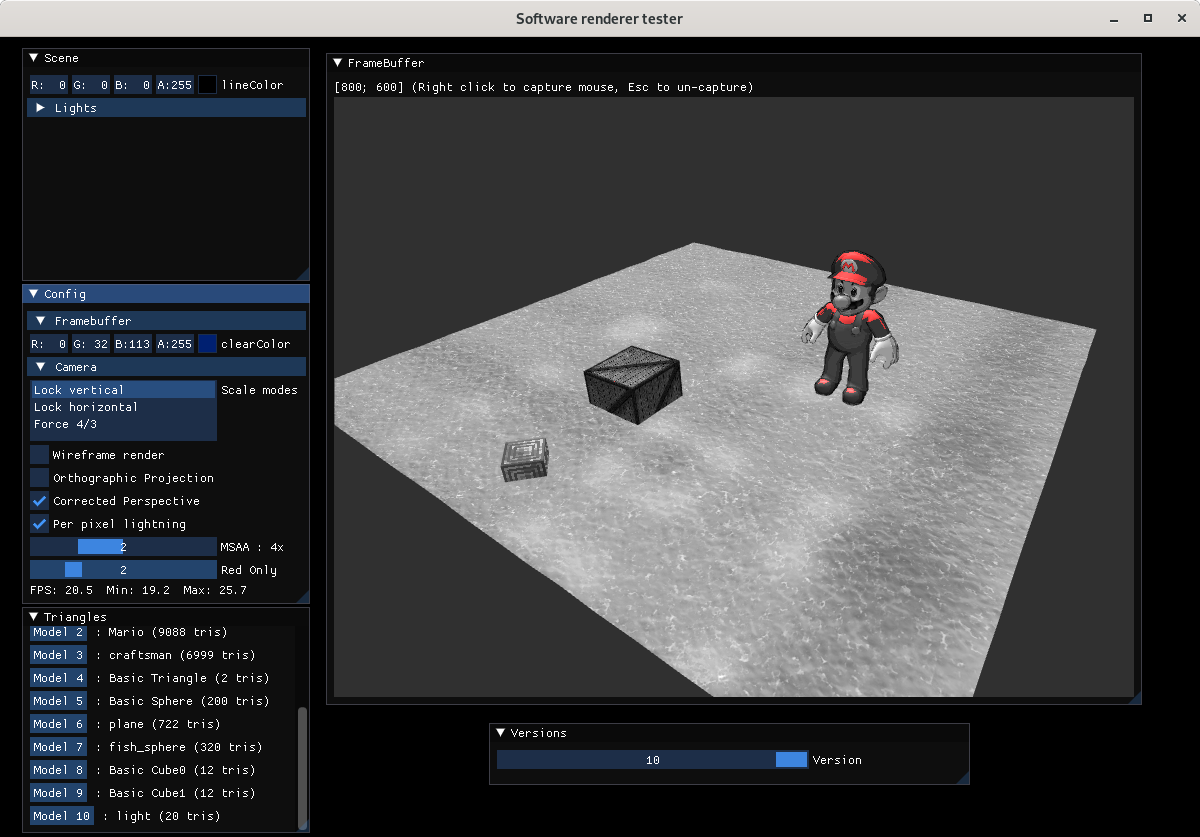 Software renderer tester
Scene
R: 0 G: 0 B: 0 A:255 lineColor
Lights
Config
Framebuffer
R: 0 G: 32 B:113 A:255 clearColor
Camera
Lock vertical Scale modes
Lock horizontal
Force 4/3
Wireframe render
Orthographic Projection
Corrected Perspective
Per pixel lightning
2 MSAA : 4x
2 Red Only
FPS: 20.5 Min: 19.2 Max: 25.7
Triangles
Model 2 : Mario (9088 tris)
Model 3 : craftsman (6999 tris)
Model 4 : Basic Triangle (2 tris)
Model 5 : Basic Sphere (200 tris)
Model 6 : plane (722 tris)
Model 7 : fish_sphere (320 tris)
Model 8 : Basic Cube0 (12 tris)
Model 9 : Basic Cube1 (12 tris)
Model 10 : light (20 tris)
FrameBuffer
[800; 600] (Right click to capture mouse, Esc to un-capture)
M
Versions
10 Version